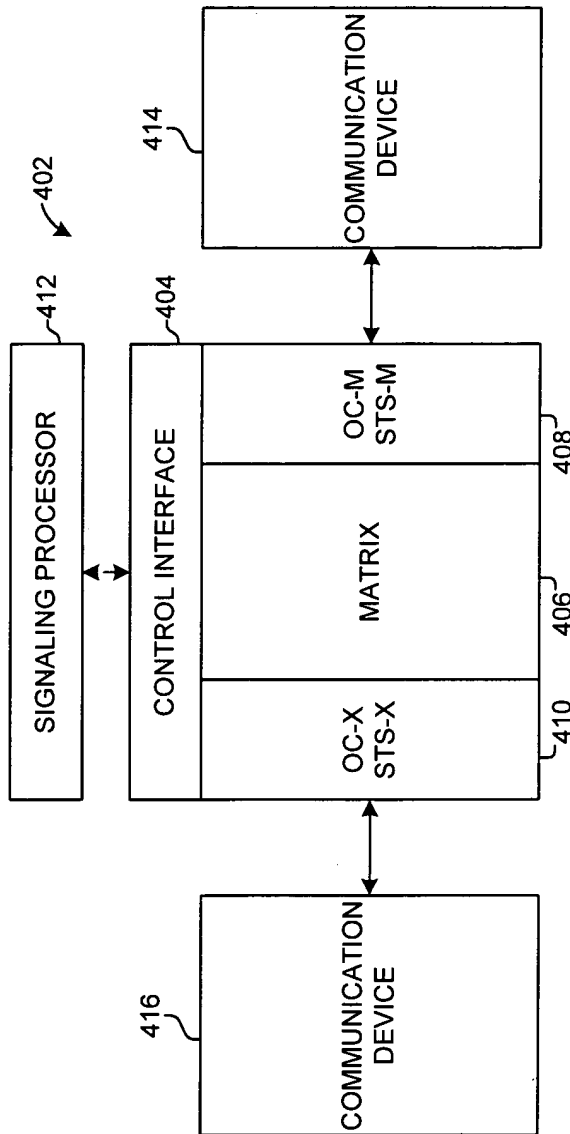 SIGNALING PROCESSOR
412
402
CONTROL INTERFACE
404
416
COMMUNICATION
DEVICE
OC-X
STS-X
MATRIX
OC-M
STS-M
414
COMMUNICATION
DEVICE
410
406
408